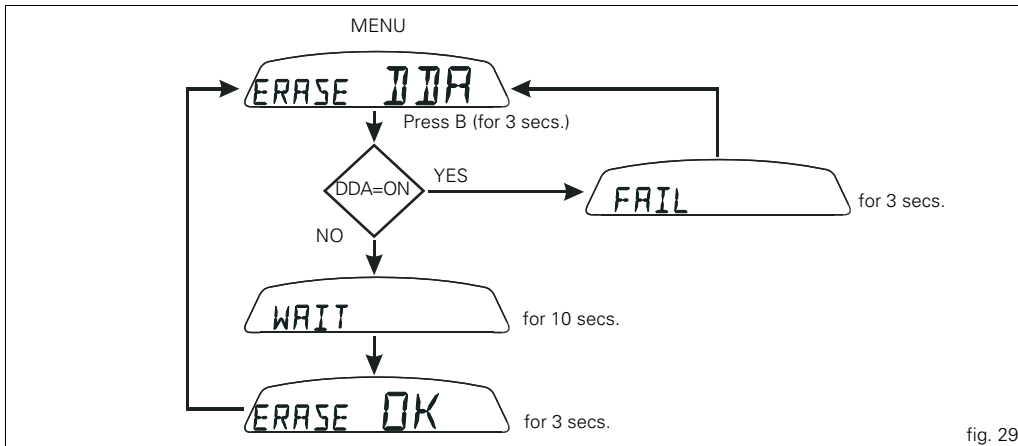 MENU
ERASE DDA
Press B (for 3 secs.)
DDA=ON
YES
FAIL
for 3 secs.
NO
WAIT
for 10 secs.
ERASE OK
for 3 secs.
fig. 29